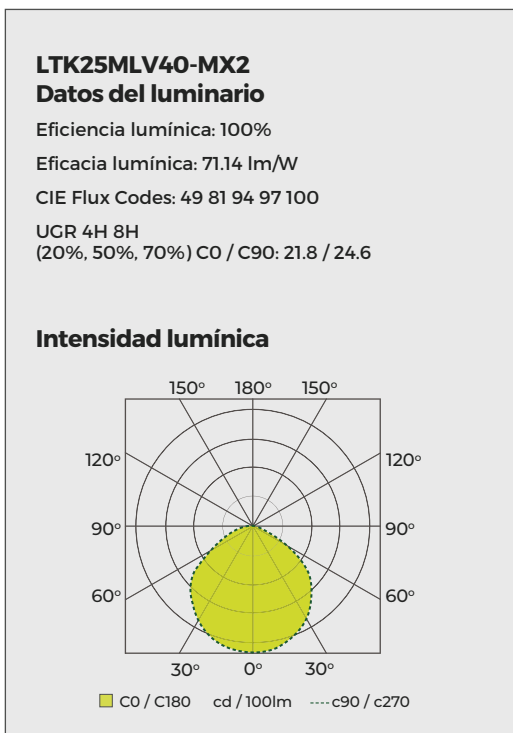 LTK25MLV40-MX2
Datos del luminario
Eficiencia lumínica: 100%
Eficacia lumínica: 71.14 lm/W
CIE Flux Codes: 49 81 94 97 100
UGR 4H 8H
(20%, 50%, 70%) C0 / C90: 21.8 / 24.6
Intensidad lumínica
150° 180° 150°
120° 120°
90° 90°
60° 60°
30° 0° 30°
C0 / C180 cd / 100lm c90 / c270